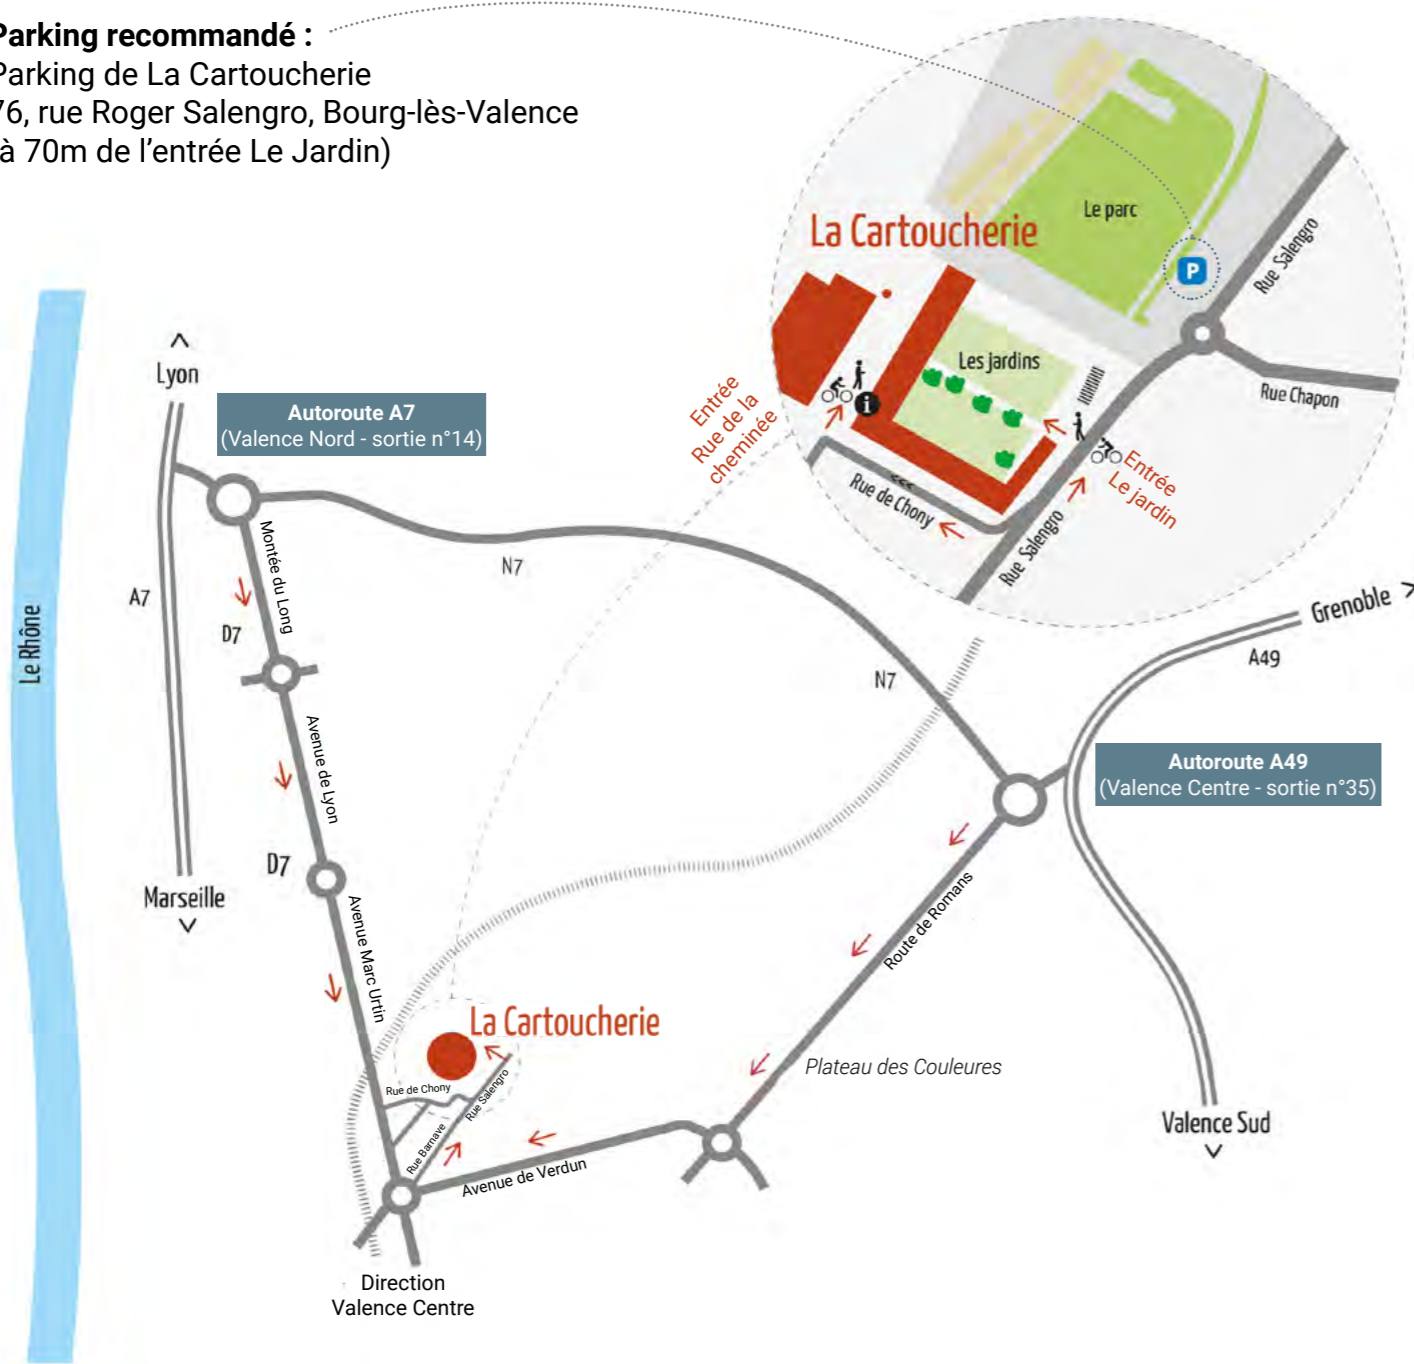 Parking recommandé :
Parking de La Cartoucherie
76, rue Roger Salengro, Bourg-lès-Valence
à 70m de l'entrée Le Jardin)
Le parc
La Cartoucherie
P
Rue Salengro
Les jardins
Rue Chapon
Entrée
Rue de la
cheminée
i
Entrée
Le jardin
<<<
Rue de Chony
Rue Salengro
Lyon
Autoroute A7
(Valence Nord - sortie n°14)
Montée du Long
N7
A7
D7
Le Rhône
Grenoble
A49
N7
Avenue de Lyon
Autoroute A49
(Valence Centre - sortie n°35)
D7
Marseille
Avenue Marc Urtin
Route de Romans
La Cartoucherie
Plateau des Couleures
Rue de Chony
Rue Salengro
Rue Barnave
Valence Sud
Avenue de Verdun
Direction
Valence Centre